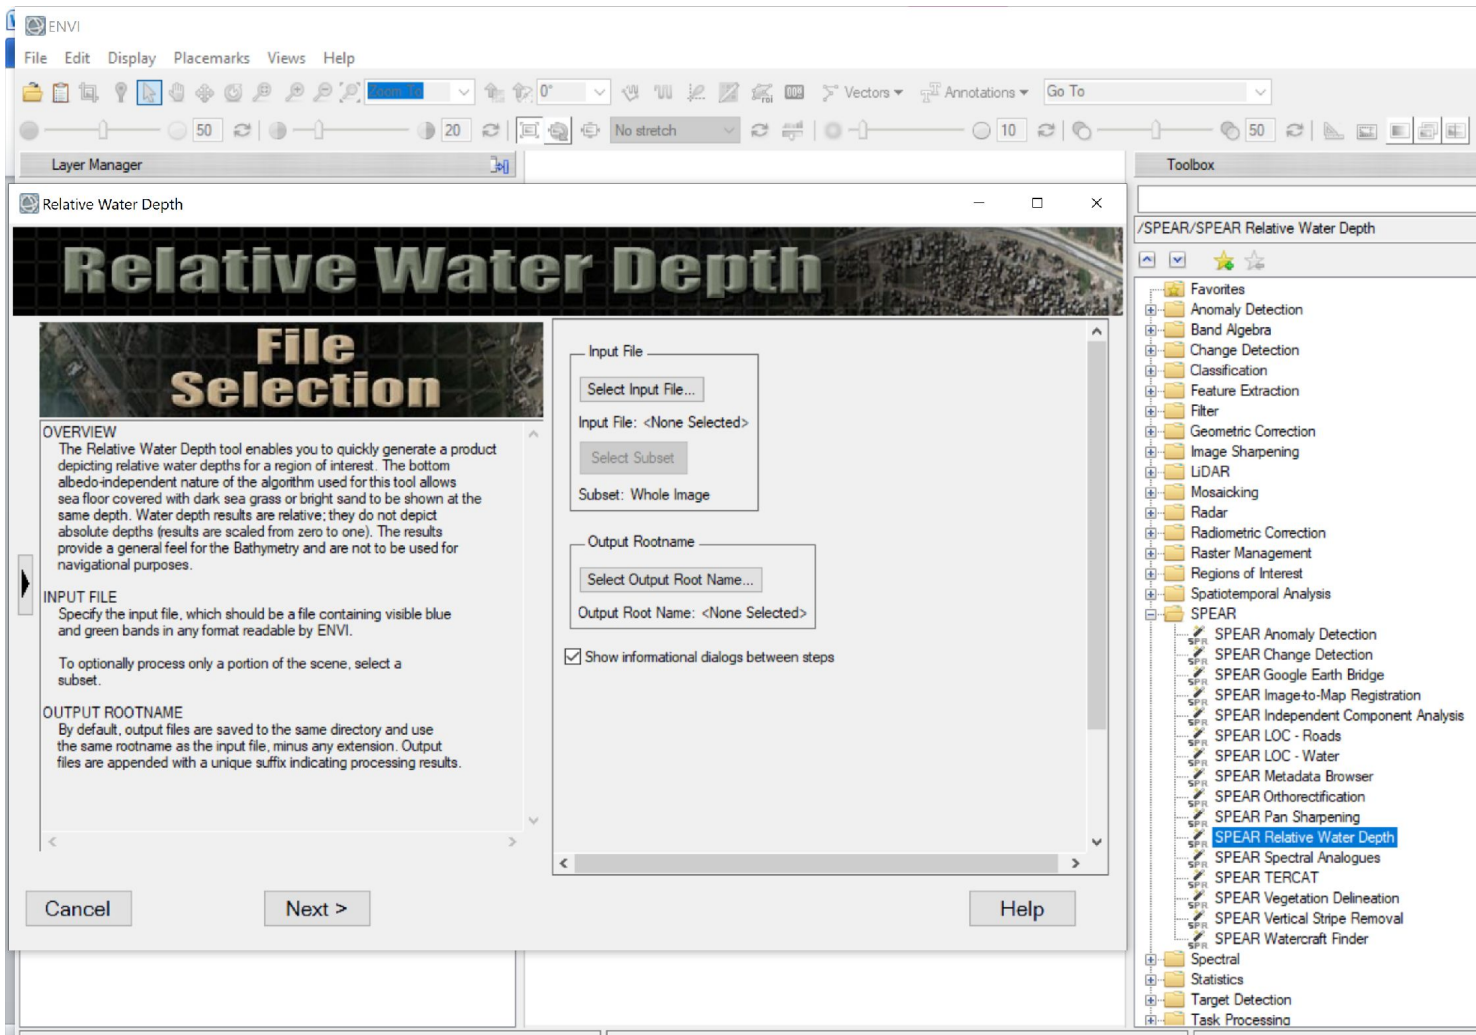 ENVI
File Edit Display Placemarks Views Help
Zoom To 0° Vectors Annotations Go To
50 20 No stretch 10 50
Layer Manager
Toolbox
Relative Water Depth
/SPEAR/SPEAR Relative Water Depth
Relative Water Depth
File
Selection
OVERVIEW
The Relative Water Depth tool enables you to quickly generate a product
depicting relative water depths for a region of interest. The bottom
albedo-independent nature of the algorithm used for this tool allows
sea floor covered with dark sea grass or bright sand to be shown at the
same depth. Water depth results are relative; they do not depict
absolute depths (results are scaled from zero to one). The results
provide a general feel for the Bathymetry and are not to be used for
navigational purposes.
INPUT FILE
Specify the input file, which should be a file containing visible blue
and green bands in any format readable by ENVI.
To optionally process only a portion of the scene, select a
subset.
OUTPUT ROOTNAME
By default, output files are saved to the same directory and use
the same rootname as the input file, minus any extension. Output
files are appended with a unique suffix indicating processing results.
Input File
Select Input File...
Input File: <None Selected>
Select Subset
Subset: Whole Image
Output Rootname
Select Output Root Name...
Output Root Name: <None Selected>
Show informational dialogs between steps
Cancel
Next >
Help
Favorites
Anomaly Detection
Band Algebra
Change Detection
Classification
Feature Extraction
Filter
Geometric Correction
Image Sharpening
LiDAR
Mosaicking
Radar
Radiometric Correction
Raster Management
Regions of Interest
Spatiotemporal Analysis
SPEAR
SPEAR Anomaly Detection
SPEAR Change Detection
SPEAR Google Earth Bridge
SPEAR Image-to-Map Registration
SPEAR Independent Component Analysis
SPEAR LOC - Roads
SPEAR LOC - Water
SPEAR Metadata Browser
SPEAR Orthorectification
SPEAR Pan Sharpening
SPEAR Relative Water Depth
SPEAR Spectral Analogues
SPEAR TERCAT
SPEAR Vegetation Delineation
SPEAR Vertical Stripe Removal
SPEAR Watercraft Finder
Spectral
Statistics
Target Detection
Task Processing